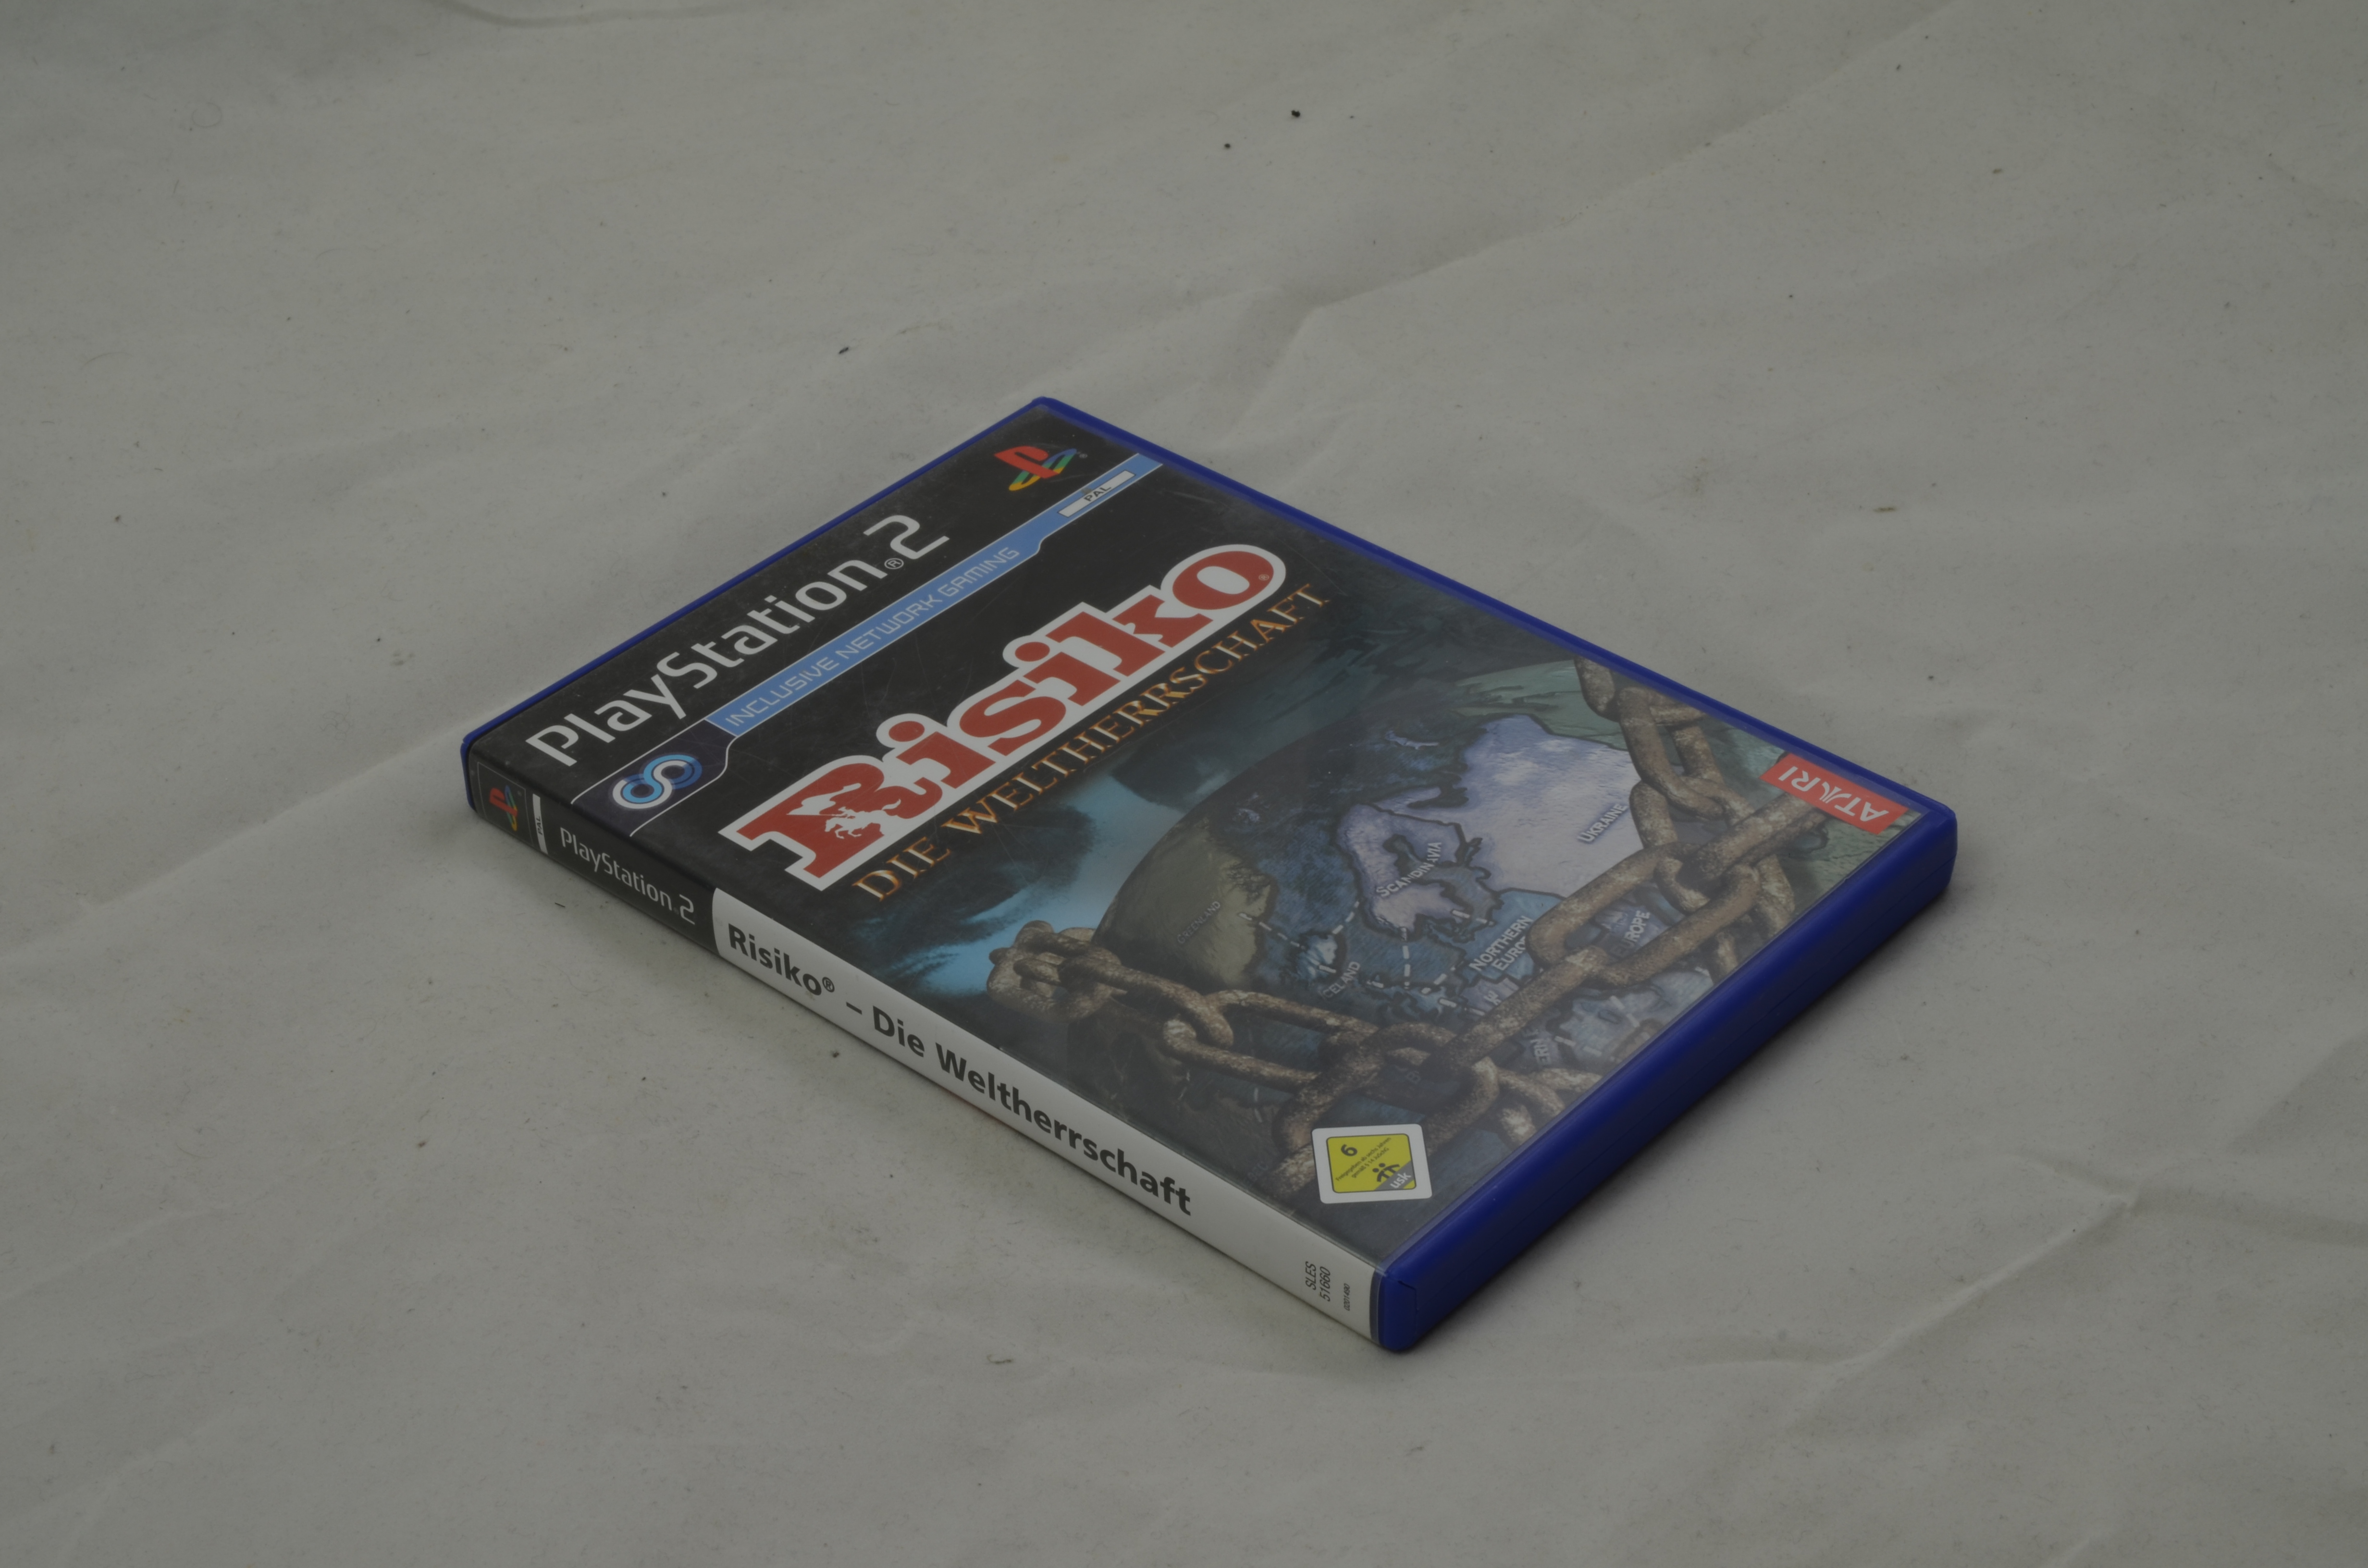 PlayStation®2
PAL
INCLUSIVE NETWORK GAMING
Risiko®
DIE WELTHERRSCHAFT
ATARI
UKRAINE
SCANDINAVIA
NORTHERN
6
usk
PAL
PlayStation 2
Risiko® – Die Weltherrschaft
SLES
51660